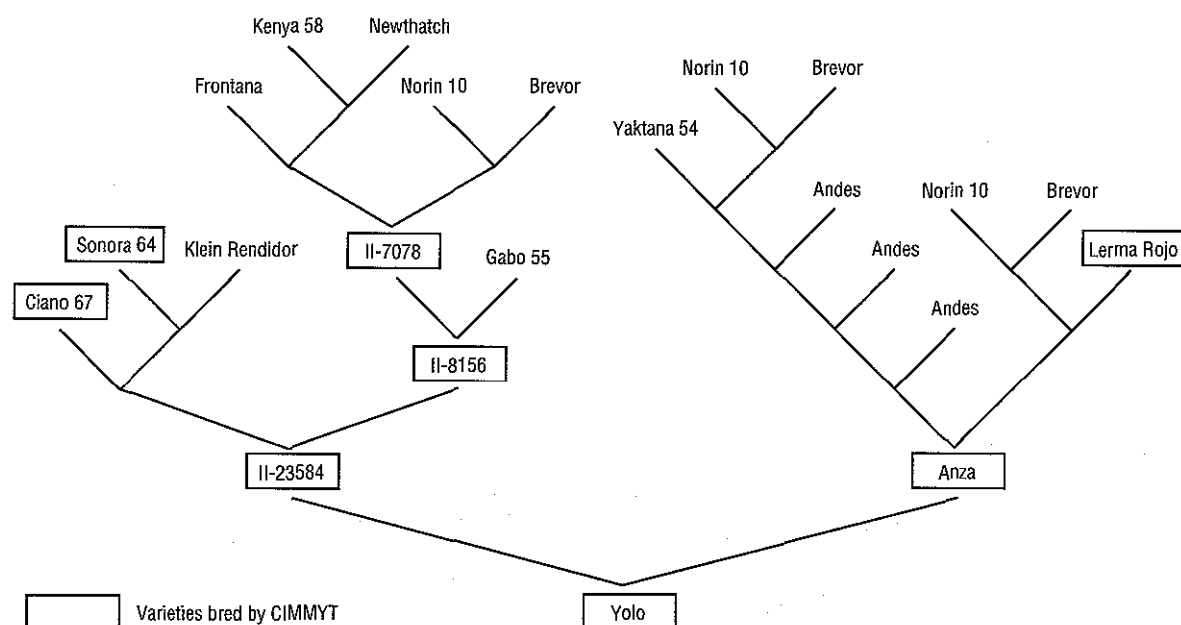 Kenya 58 Newthatch
Norin 10 Brevor
Frontana Norin 10 Brevor
Yaktana 54
Andes Norin 10 Brevor
Sonora 64 Klein Rendidor II-7078 Gabo 55 Andes Lerma Rojo
Ciano 67 Andes
II-8156
II-23584 Anza
Varieties bred by CIMMYT Yolo